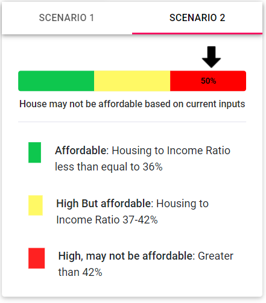 SCENARIO 1 SCENARIO 2
50%
House may not be affordable based on current inputs
Affordable: Housing to Income Ratio
less than equal to 36%
High But affordable: Housing to
Income Ratio 37-42%
High, may not be affordable: Greater
than 42%